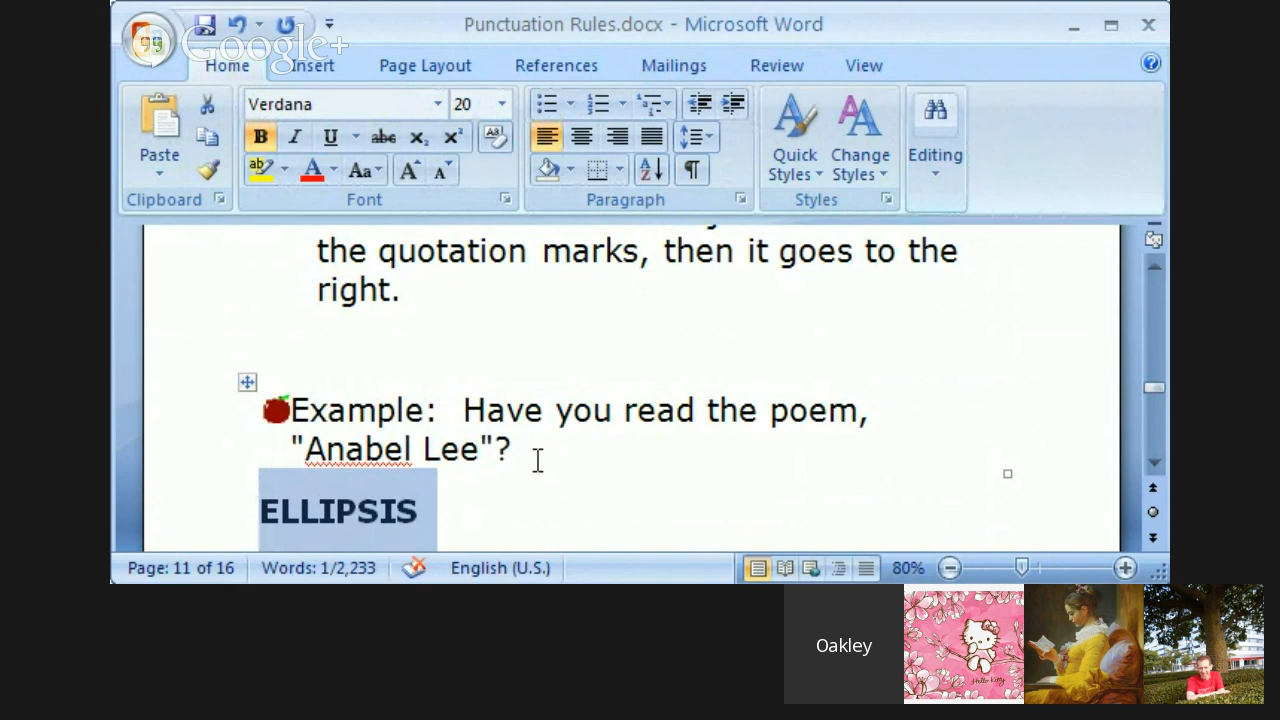 Punctuation Rules.docx - Microsoft Word
Google+
Home Insert Page Layout References Mailings Review View
Verdana 20
Paste
Quick Styles
Change Styles
Editing
Clipboard Font Paragraph Styles
the quotation marks, then it goes to the
right.
Example: Have you read the poem,
"Anabel Lee"?
ELLIPSIS
Page: 11 of 16 Words: 1/2,233 English (U.S.) 80%
Oakley
Hello Kitty